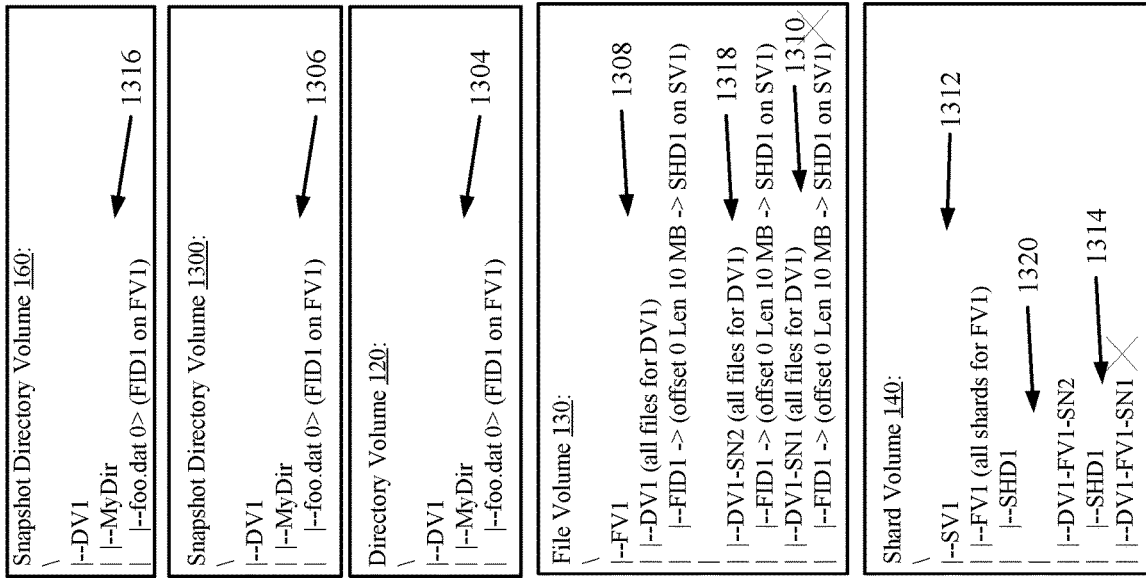 Snapshot Directory Volume 160:
\
|--DV1
|--MyDir
|--foo.dat 0> (FID1 on FV1)
1316
Snapshot Directory Volume 1300:
\
|--DV1
|--MyDir
|--foo.dat 0> (FID1 on FV1)
1306
Directory Volume 120:
\
|--DV1
|--MyDir
|--foo.dat 0> (FID1 on FV1)
1304
File Volume 130:
\
|--FV1
|--DV1 (all files for DV1)
1308
|--FID1 -> (offset 0 Len 10 MB -> SHD1 on SV1)
|
|--DV1-SN2 (all files for DV1)
1318
|--FID1 -> (offset 0 Len 10 MB -> SHD1 on SV1)
|--DV1-SN1 (all files for DV1)
1310
|--FID1 -> (offset 0 Len 10 MB -> SHD1 on SV1)
Shard Volume 140:
\
|--SV1
1312
|--FV1 (all shards for FV1)
|--SHD1
1320
|--DV1-FV1-SN2
|--SHD1
1314
|--DV1-FV1-SN1